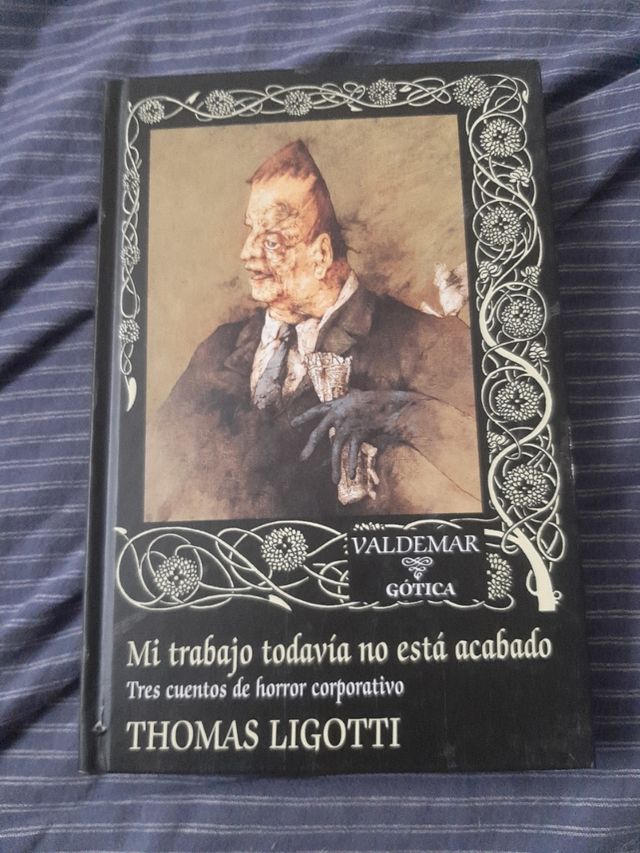 VALDEMAR
GÓTICA
Mi trabajo todavía no está acabado
Tres cuentos de horror corporativo
THOMAS LIGOTTI